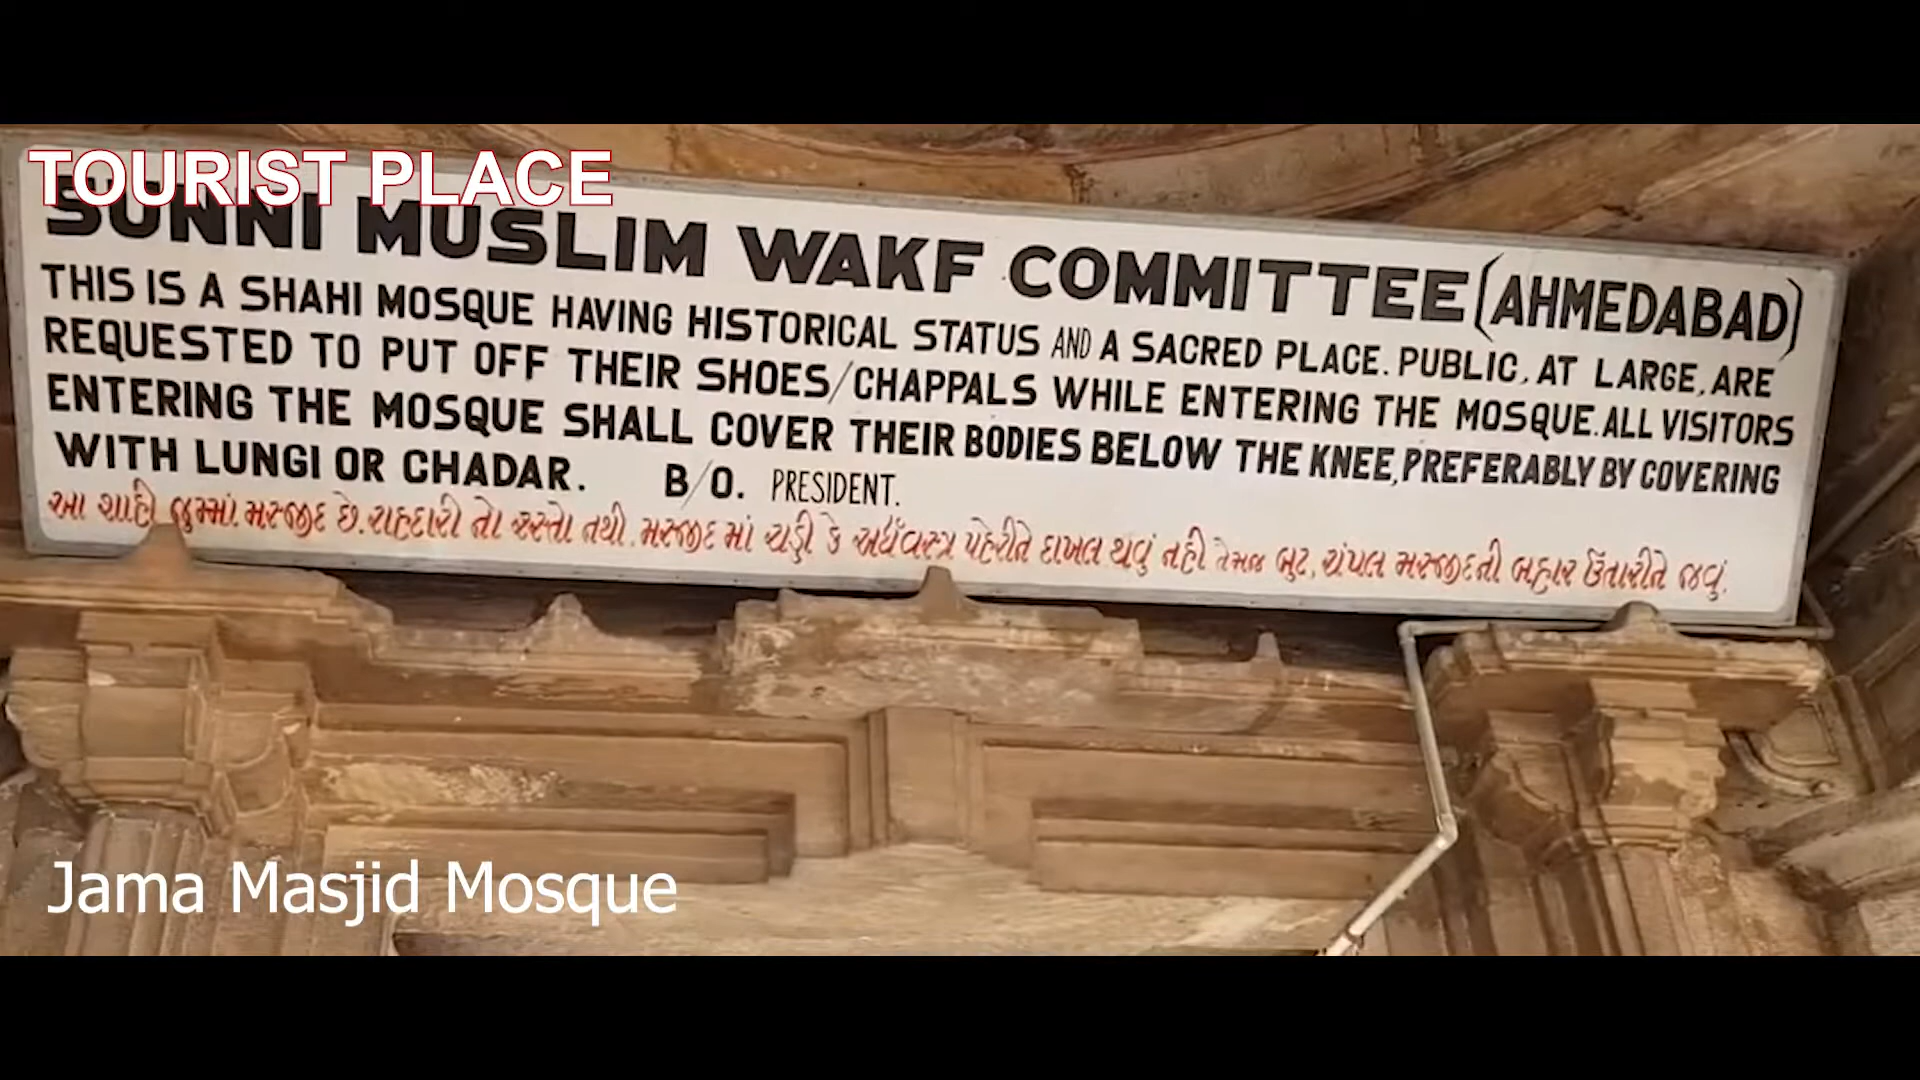 TOURIST PLACE
SUNNI MUSLIM WAKF COMMITTEE (AHMEDABAD)
THIS IS A SHAHI MOSQUE HAVING HISTORICAL STATUS AND A SACRED PLACE. PUBLIC, AT LARGE, ARE
REQUESTED TO PUT OFF THEIR SHOES/CHAPPALS WHILE ENTERING THE MOSQUE. ALL VISITORS
ENTERING THE MOSQUE SHALL COVER THEIR BODIES BELOW THE KNEE, PREFERABLY BY COVERING
WITH LUNGI OR CHADAR. B/O. PRESIDENT.
આ શાહી જુમ્માં મસ્જીદ છે. રાહદારી નો રસ્તો નથી. મસ્જીદ માં ચડ્ડી કે અર્ધવસ્ત્ર પહેરીને દાખલ થવું નહી તેમજ બુટ, ચંપલ મસ્જીદની બહાર ઉતારીને જવું.
Jama Masjid Mosque